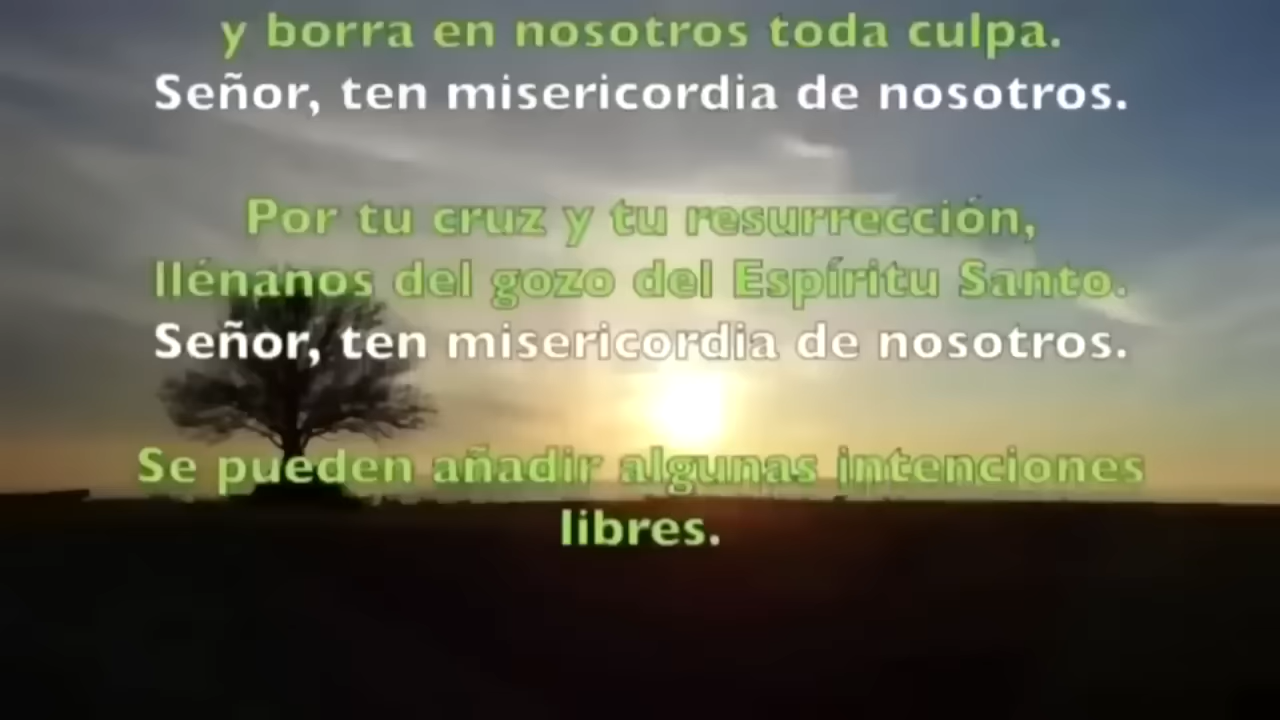 y borra en nosotros toda culpa.
Señor, ten misericordia de nosotros.
Por tu cruz y tu resurrección,
llénanos del gozo del Espíritu Santo.
Señor, ten misericordia de nosotros.
Se pueden añadir algunas intenciones
libres.